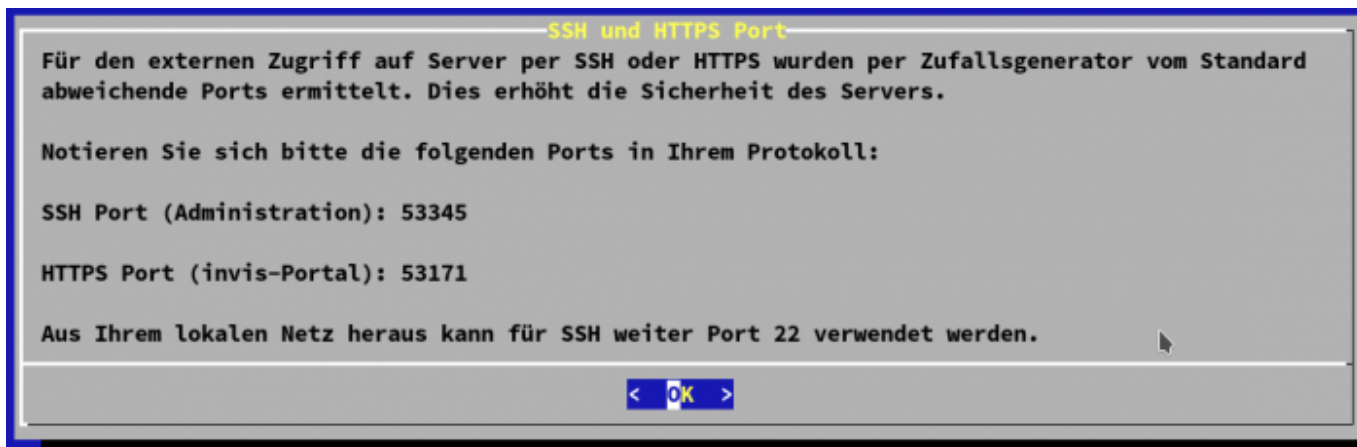 SSH und HTTPS Port
Für den externen Zugriff auf Server per SSH oder HTTPS wurden per Zufallsgenerator vom Standard
abweichende Ports ermittelt. Dies erhöht die Sicherheit des Servers.
Notieren Sie sich bitte die folgenden Ports in Ihrem Protokoll:
SSH Port (Administration): 53345
HTTPS Port (invis-Portal): 53171
Aus Ihrem lokalen Netz heraus kann für SSH weiter Port 22 verwendet werden.
< OK >